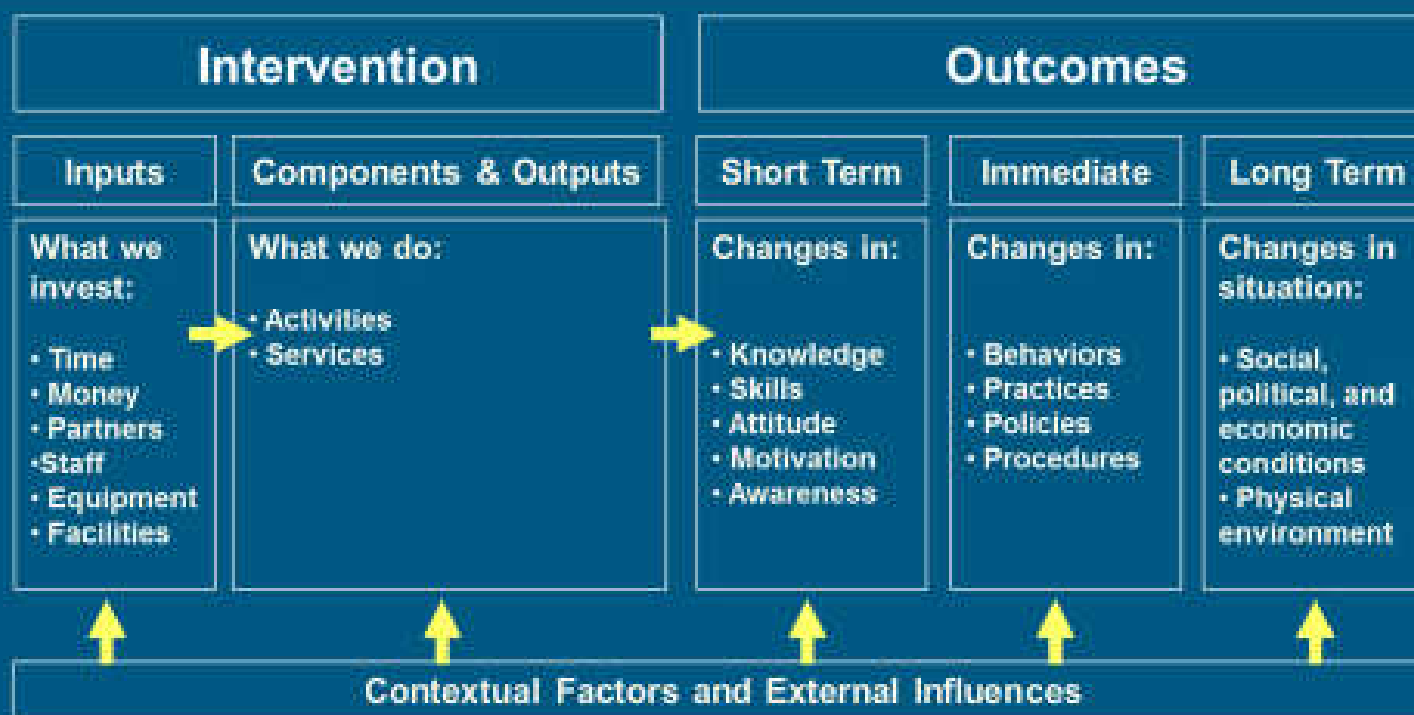 Intervention
Outcomes
Inputs
Components & Outputs
Short Term
Immediate
Long Term
What we
invest:
• Time
• Money
• Partners
•Staff
• Equipment
• Facilities
What we do:
• Activities
• Services
Changes in:
• Knowledge
• Skills
• Attitude
• Motivation
• Awareness
Changes in:
• Behaviors
• Practices
• Policies
• Procedures
Changes in
situation:
• Social,
political, and
economic
conditions
• Physical
environment
Contextual Factors and External Influences